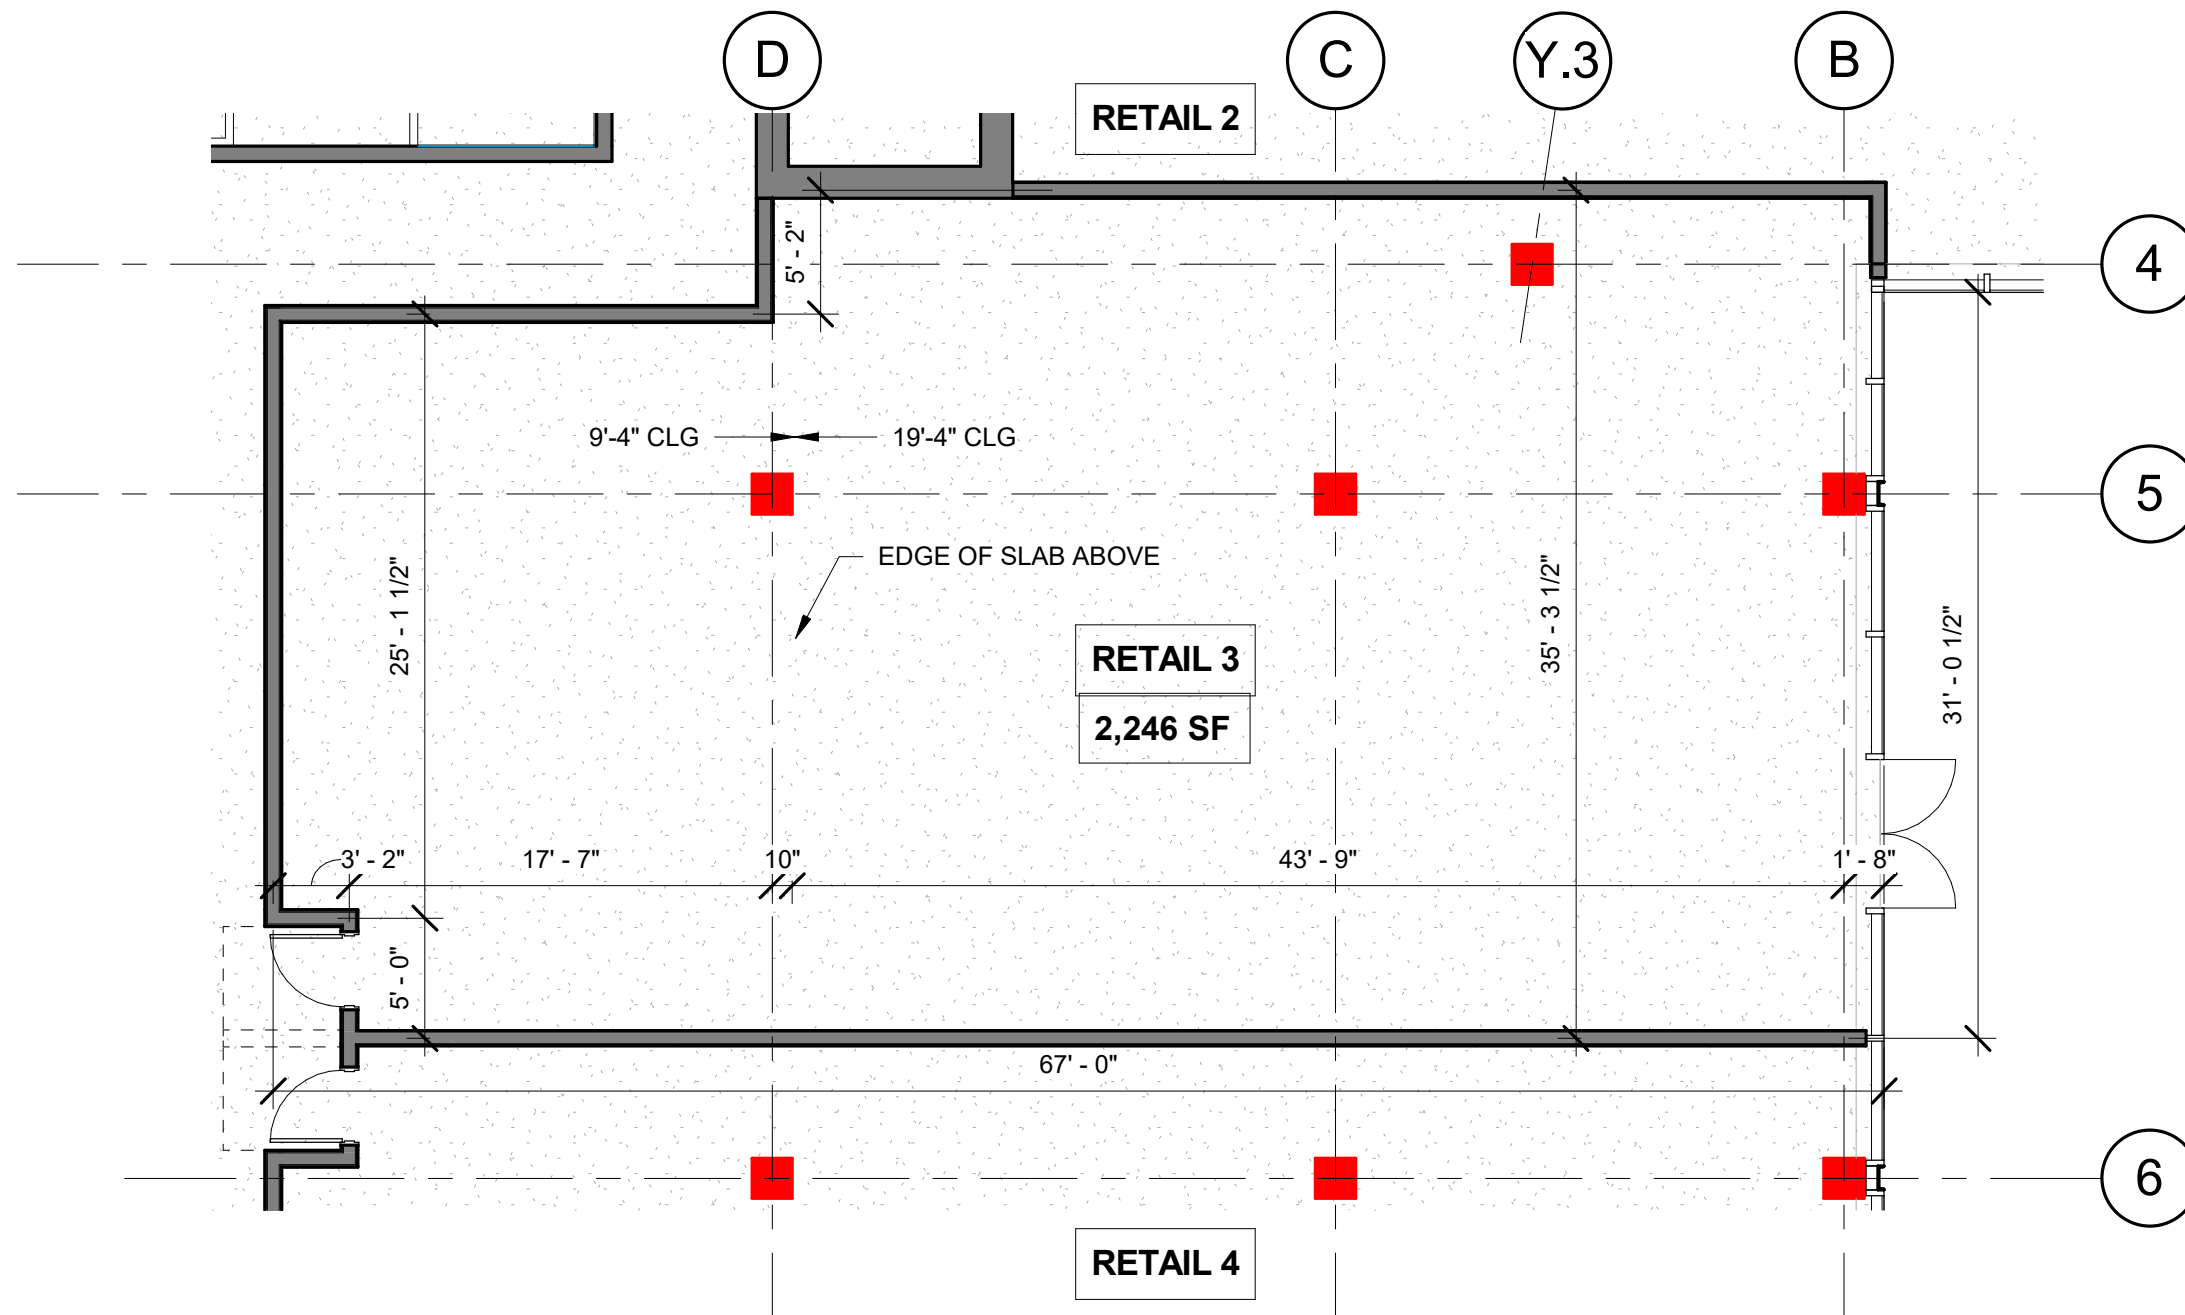 D
C
Y.3
B
RETAIL 2
4
5' - 2"
9'-4" CLG
19'-4" CLG
5
EDGE OF SLAB ABOVE
25' - 1 1/2"
35' - 3 1/2"
31' - 0 1/2"
RETAIL 3
2,246 SF
3' - 2"
17' - 7"
10"
43' - 9"
1' - 8"
5' - 0"
67' - 0"
6
RETAIL 4